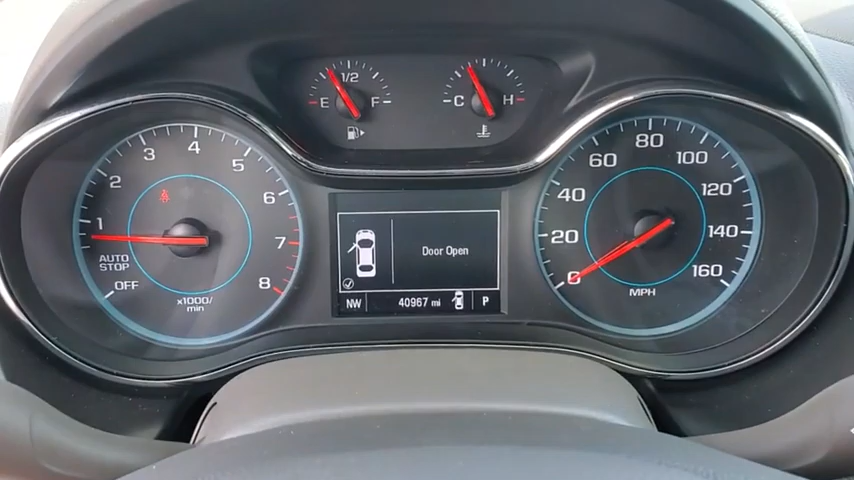 1/2
E F
C H
1 2 3 4 5 6 7 8
AUTO
STOP
OFF
x1000/
min
Door Open
NW 40967 mi P
0 20 40 60 80 100 120 140 160
MPH